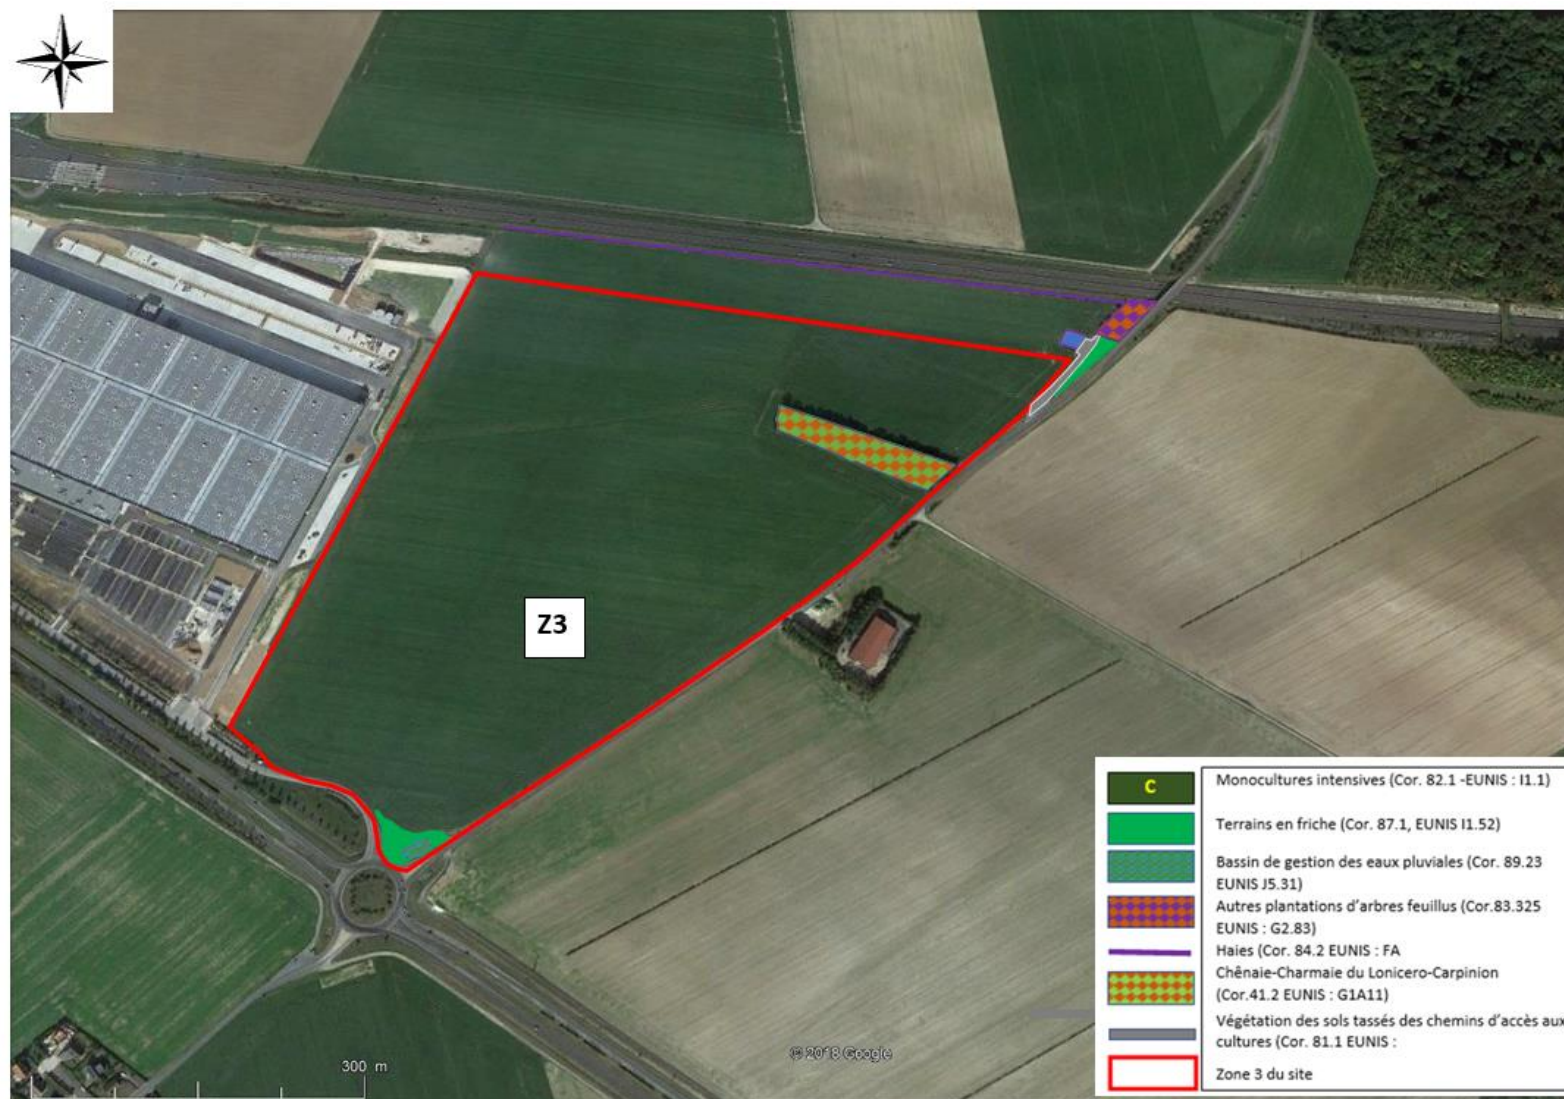 Z3
300 m
© 2018 Google
C
Monocultures intensives (Cor. 82.1 -EUNIS : I1.1)
Terrains en friche (Cor. 87.1, EUNIS I1.52)
Bassin de gestion des eaux pluviales (Cor. 89.23
EUNIS J5.31)
Autres plantations d'arbres feuillus (Cor.83.325
EUNIS : G2.83)
Haies (Cor. 84.2 EUNIS : FA
Chênaie-Charmaie du Lonicero-Carpinion
(Cor.41.2 EUNIS : G1A11)
Végétation des sols tassés des chemins d'accès aux
cultures (Cor. 81.1 EUNIS :
Zone 3 du site